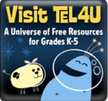 Visit TEL4U
A Universe of Free Resources
for Grades K-5